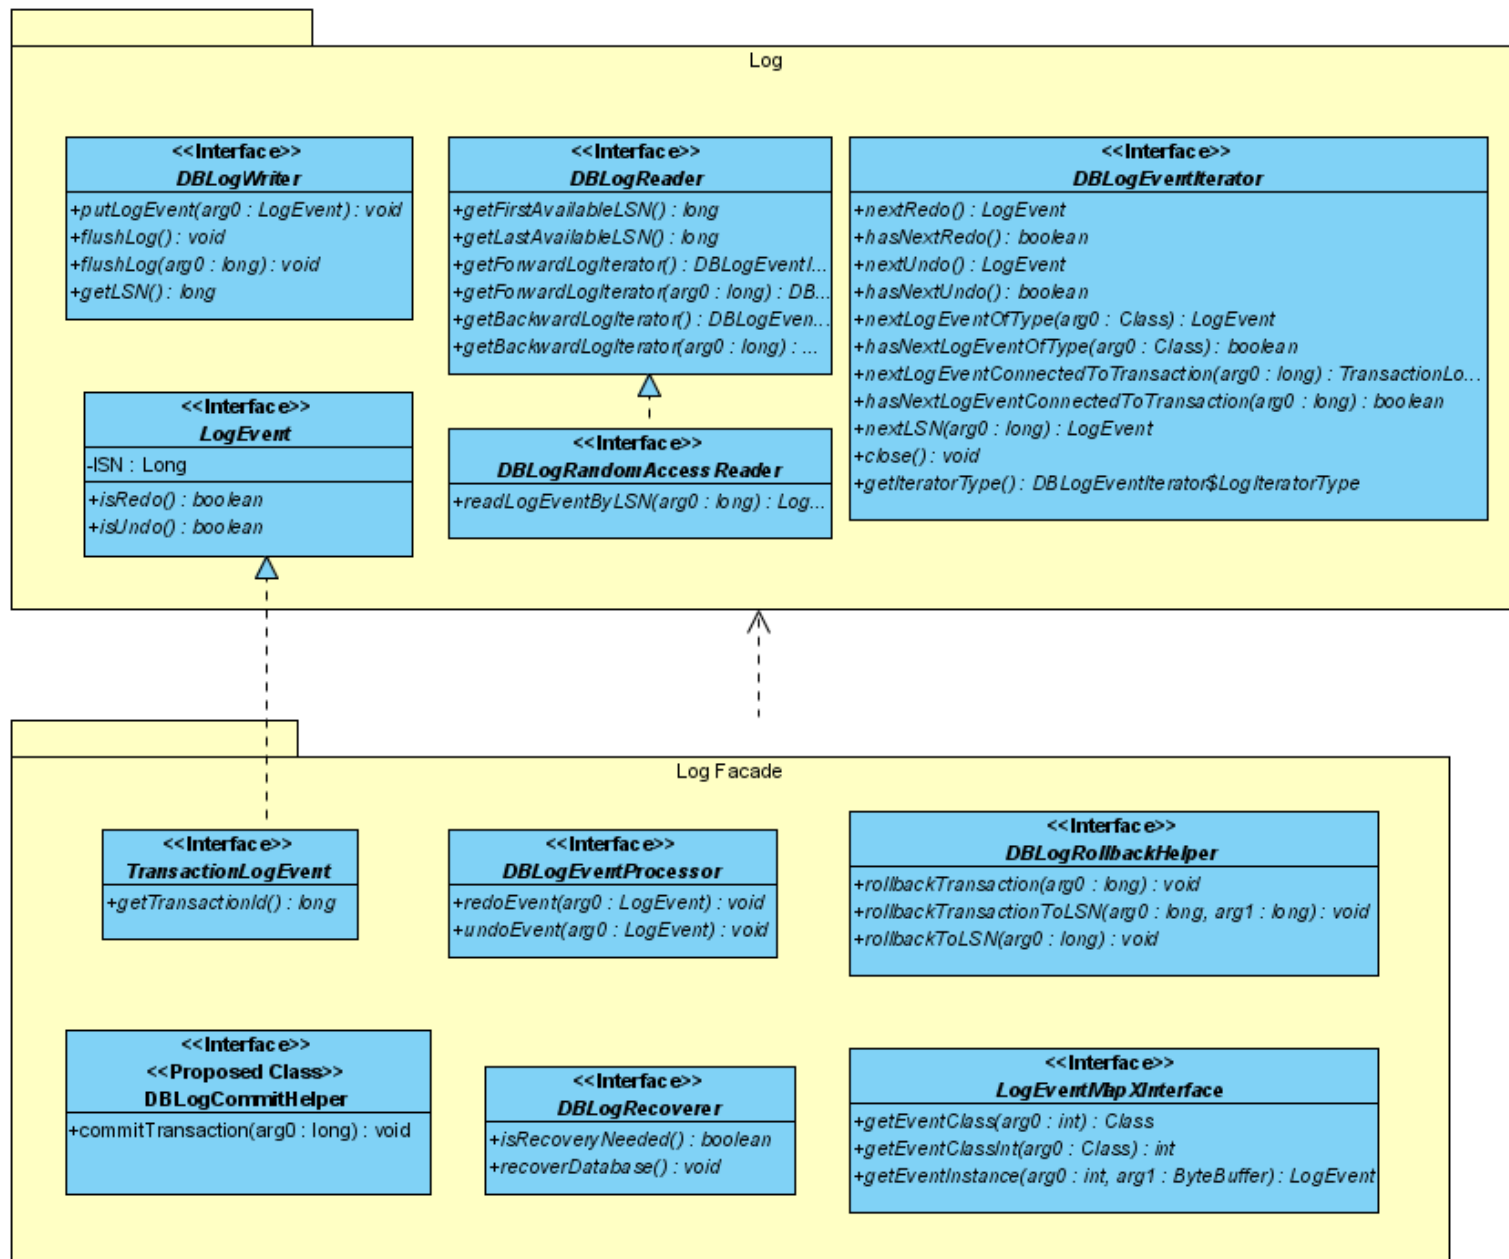 Log
<<Interface>>
DBLogWriter
+putLogEvent(arg0 : LogEvent) : void
+flushLog() : void
+flushLog(arg0 : long) : void
+getLSN() : long
<<Interface>>
DBLogReader
+getFirstAvailableLSN() : long
+getLastAvailableLSN() : long
+getForwardLogIterator() : DBLogEventI...
+getForwardLogIterator(arg0 : long) : DB...
+getBackwardLogIterator() : DBLogEven...
+getBackwardLogIterator(arg0 : long) : ...
<<Interface>>
DBLogEventIterator
+nextRedo() : LogEvent
+hasNextRedo() : boolean
+nextUndo() : LogEvent
+hasNextUndo() : boolean
+nextLogEventOfType(arg0 : Class) : LogEvent
+hasNextLogEventOfType(arg0 : Class) : boolean
+nextLogEventConnectedToTransaction(arg0 : long) : TransactionLo...
+hasNextLogEventConnectedToTransaction(arg0 : long) : boolean
+nextLSN(arg0 : long) : LogEvent
+close() : void
+getIteratorType() : DBLogEventIterator$LogIteratorType
<<Interface>>
LogEvent
-lSN : Long
+isRedo() : boolean
+isUndo() : boolean
<<Interface>>
DBLogRandomAccessReader
+readLogEventByLSN(arg0 : long) : Log...
Log Facade
<<Interface>>
TransactionLogEvent
+getTransactionId() : long
<<Interface>>
DBLogEventProcessor
+redoEvent(arg0 : LogEvent) : void
+undoEvent(arg0 : LogEvent) : void
<<Interface>>
DBLogRollbackHelper
+rollbackTransaction(arg0 : long) : void
+rollbackTransactionToLSN(arg0 : long, arg1 : long) : void
+rollbackToLSN(arg0 : long) : void
<<Interface>>
<<Proposed Class>>
DBLogCommitHelper
+commitTransaction(arg0 : long) : void
<<Interface>>
DBLogRecoverer
+isRecoveryNeeded() : boolean
+recoverDatabase() : void
<<Interface>>
LogEventMapXInterface
+getEventClass(arg0 : int) : Class
+getEventClassInt(arg0 : Class) : int
+getEventInstance(arg0 : int, arg1 : ByteBuffer) : LogEvent